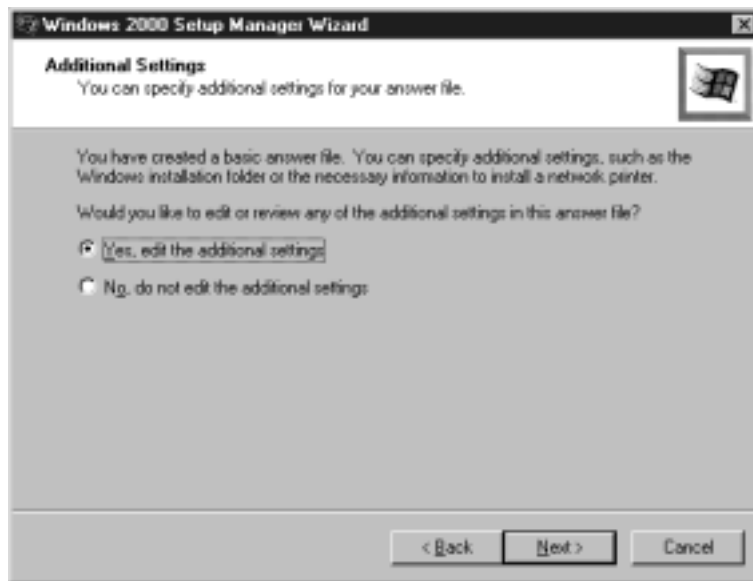 Windows 2000 Setup Manager Wizard
Additional Settings
You can specify additional settings for your answer file.
You have created a basic answer file. You can specify additional settings, such as the
Windows installation folder or the necessary information to install a network printer.
Would you like to edit or review any of the additional settings in this answer file?
Yes, edit the additional settings
No, do not edit the additional settings
< Back Next > Cancel